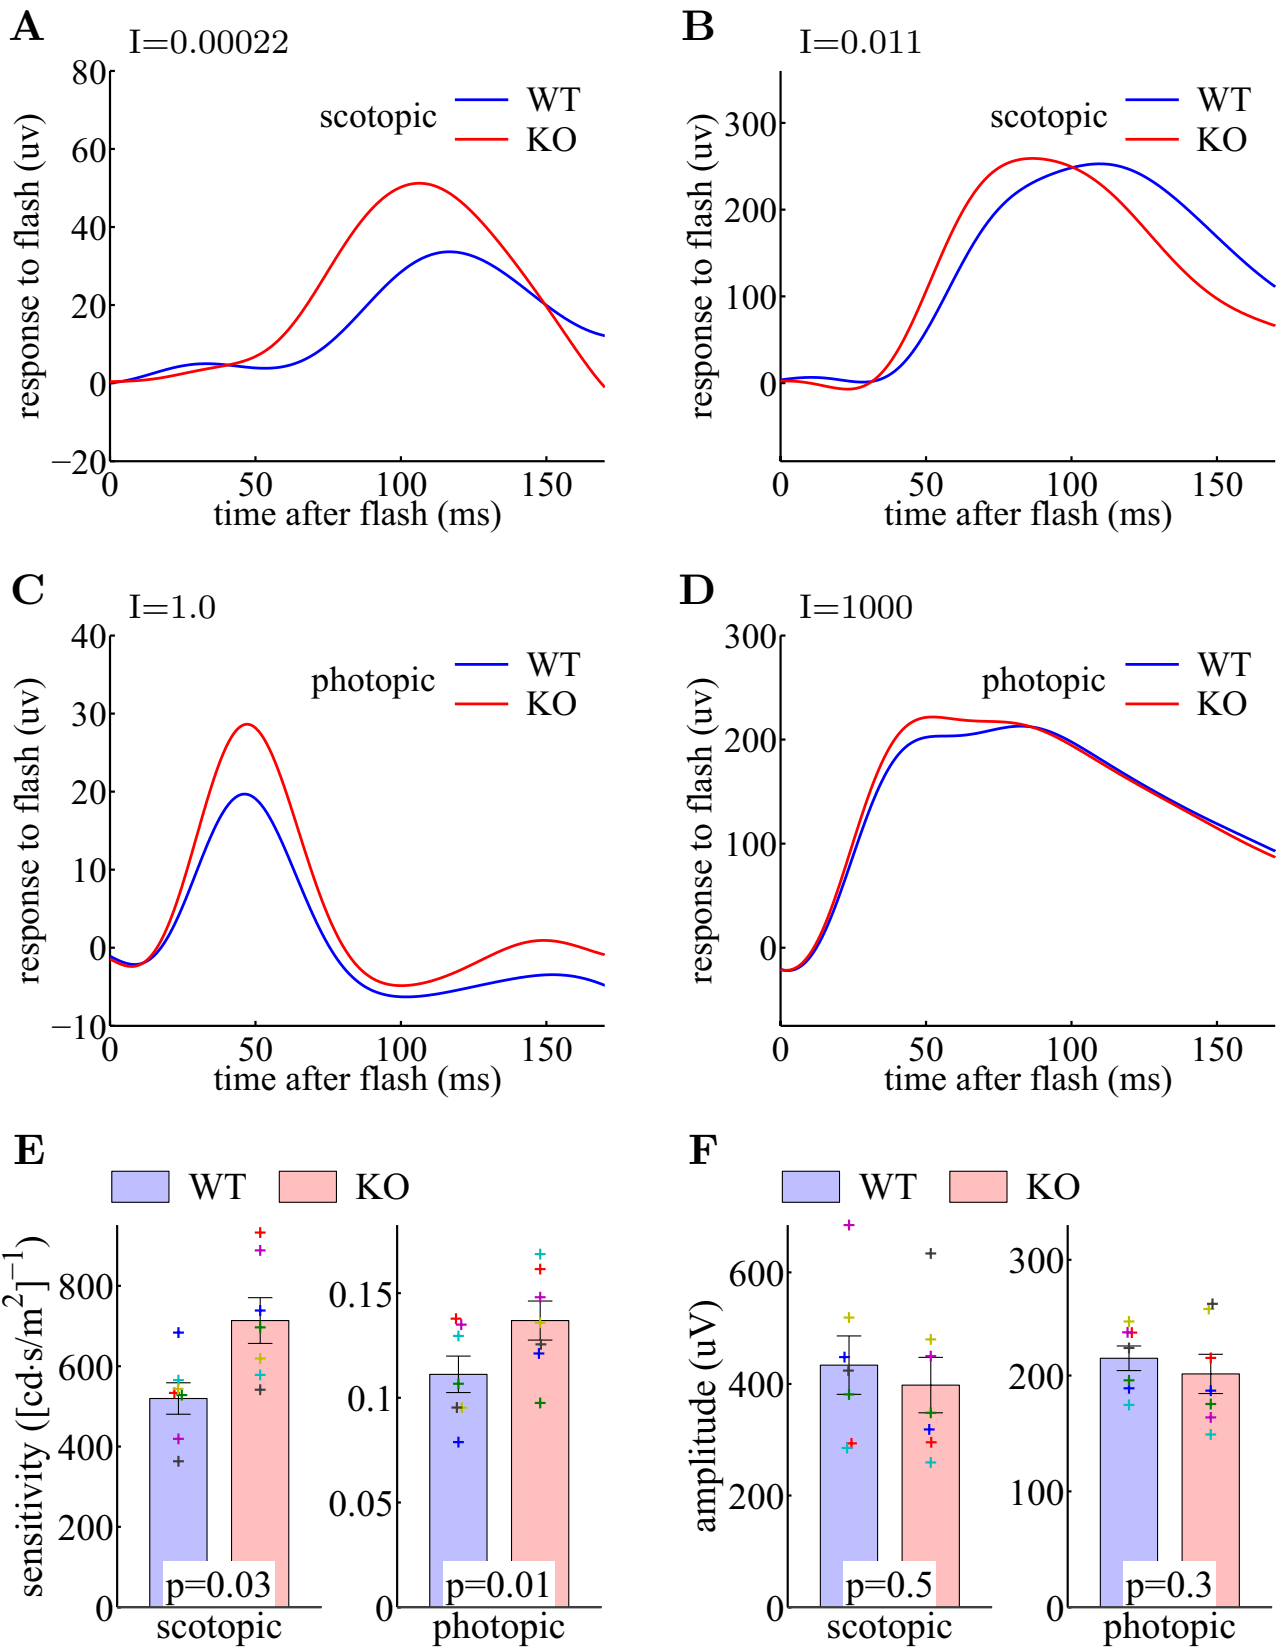 A
I=0.00022
80
60
40
20
0
−20
response to flash (uv)
scotopic
WT
KO
0 50 100 150
time after flash (ms)
B
I=0.011
300
200
100
0
response to flash (uv)
scotopic
WT
KO
0 50 100 150
time after flash (ms)
C
I=1.0
40
30
20
10
0
−10
response to flash (uv)
photopic
WT
KO
0 50 100 150
time after flash (ms)
D
I=1000
300
200
100
0
response to flash (uv)
photopic
WT
KO
0 50 100 150
time after flash (ms)
E
WT KO
sensitivity ([cd·s/m²]⁻¹)
800
600
400
200
0
p=0.03
scotopic
0.15
0.1
0.05
0
p=0.01
photopic
F
WT KO
amplitude (uV)
600
400
200
0
p=0.5
scotopic
300
200
100
0
p=0.3
photopic